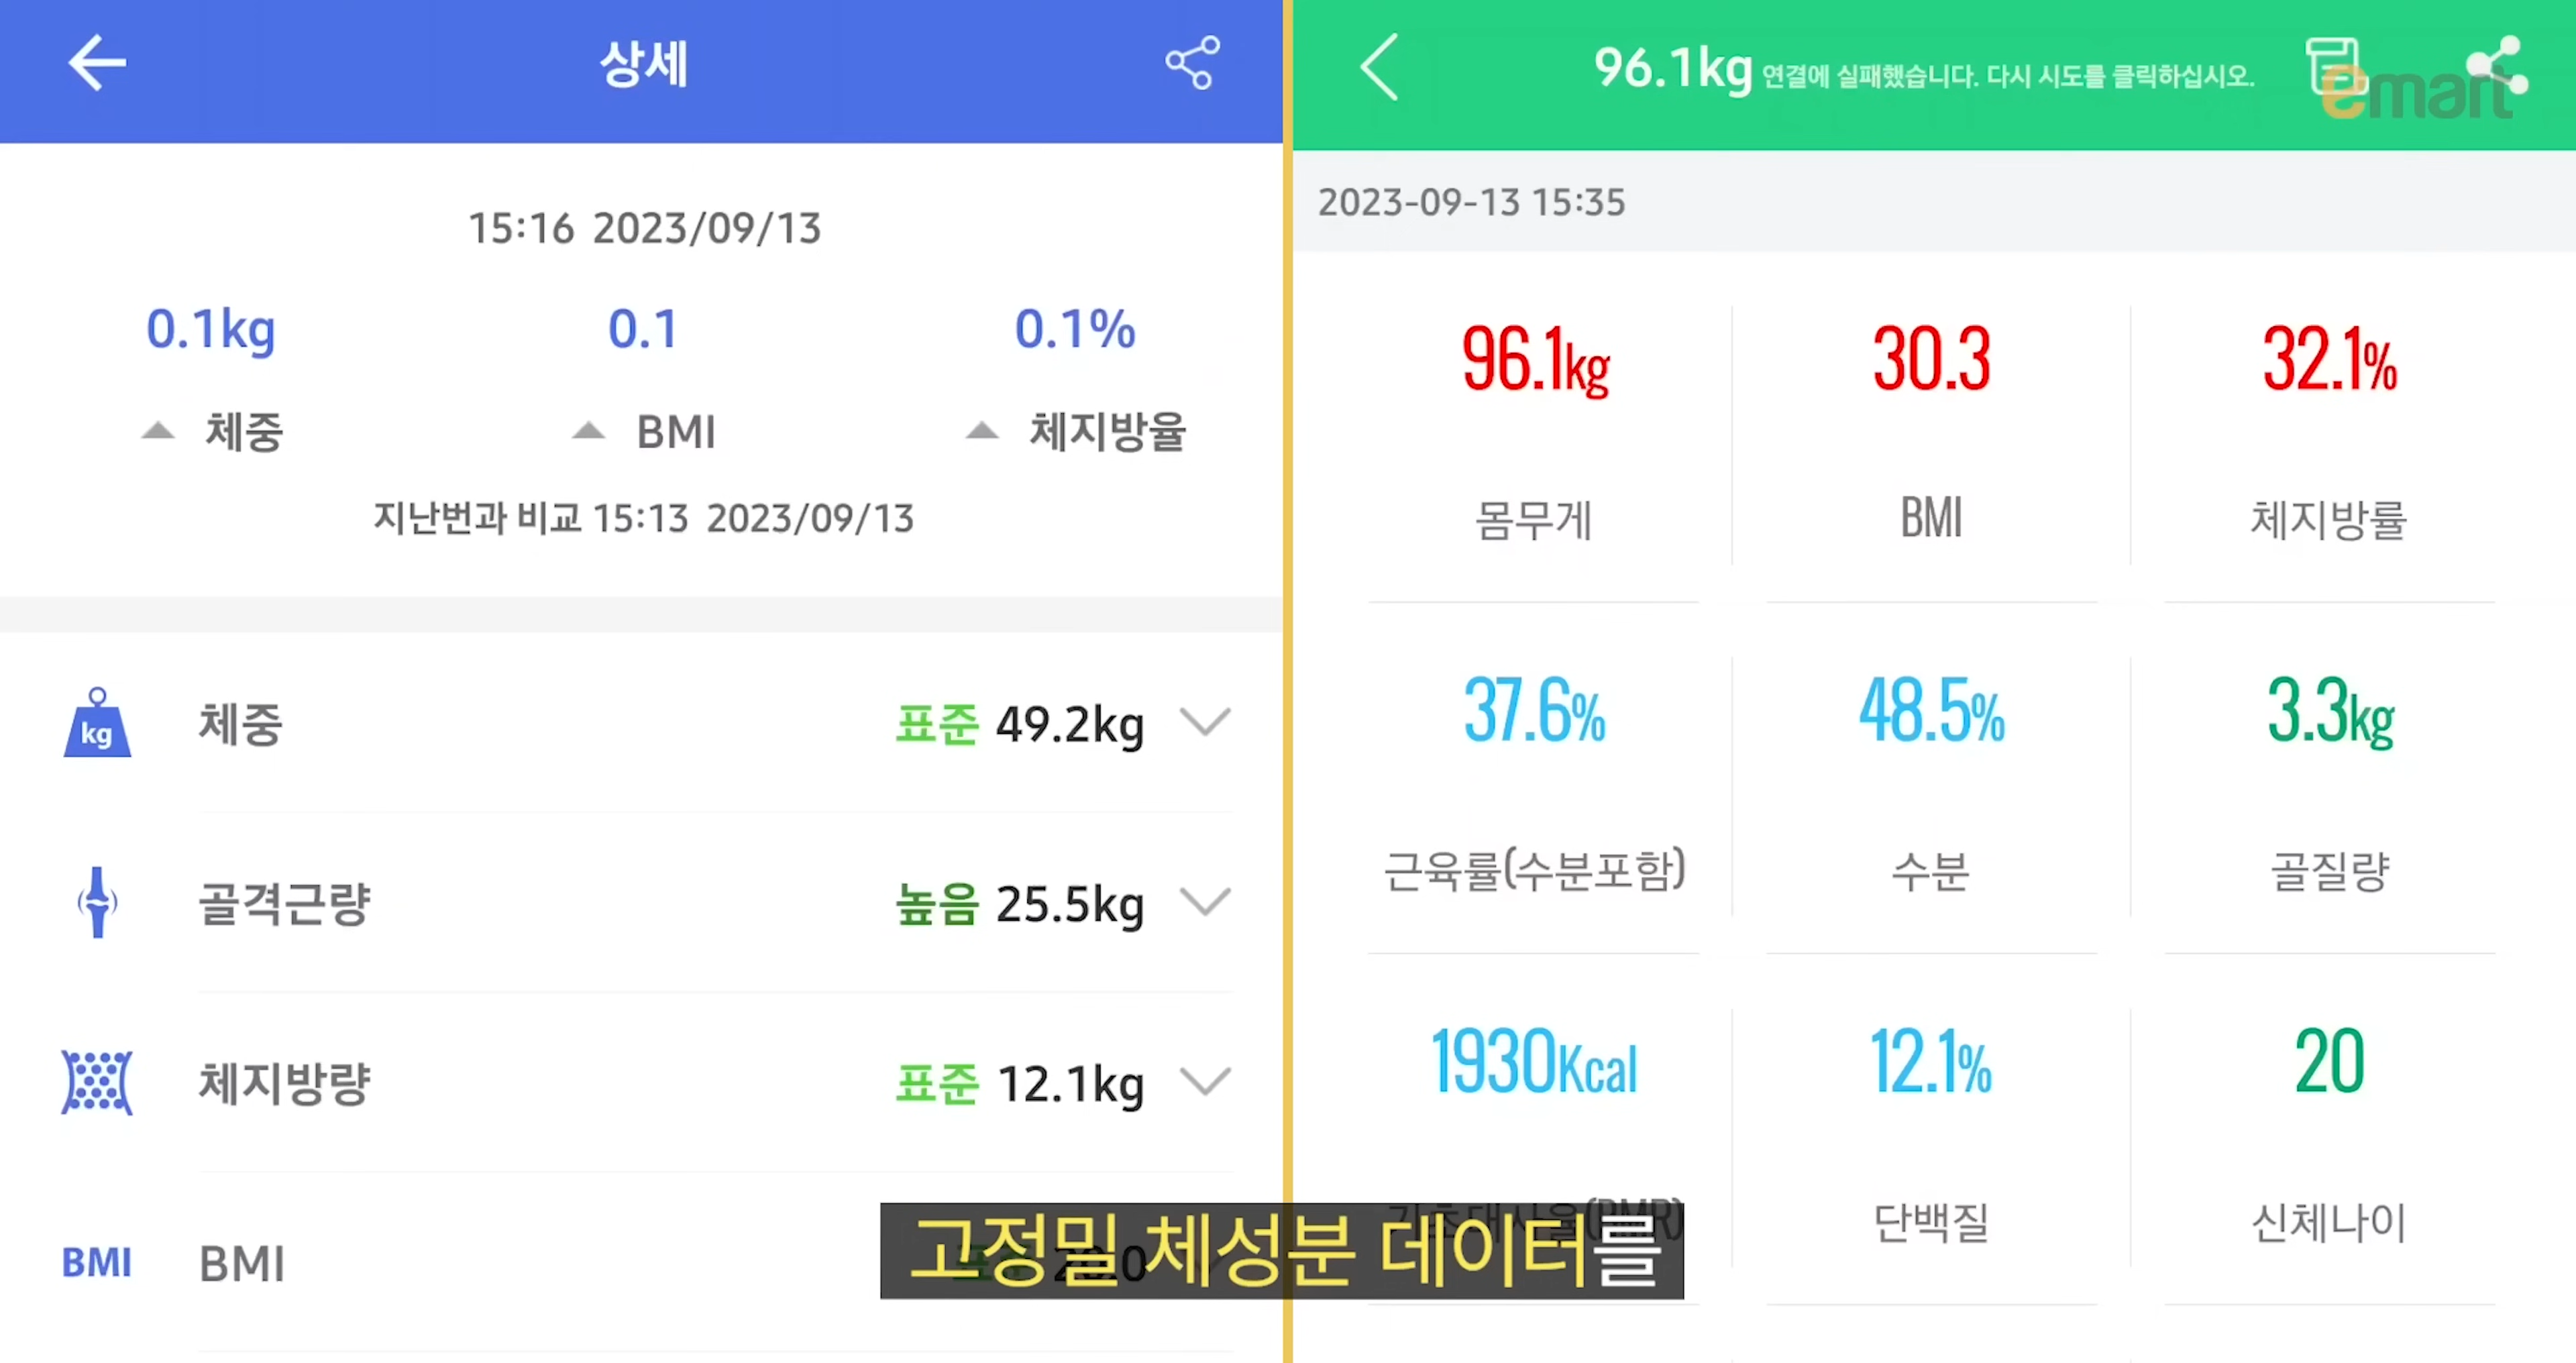 상세
15:16 2023/09/13
0.1kg 0.1 0.1%
체중 BMI 체지방율
지난번과 비교 15:13 2023/09/13
kg 체중 표준 49.2kg
골격근량 높음 25.5kg
체지방량 표준 12.1kg
BMI BMI
96.1kg 연결에 실패했습니다. 다시 시도를 클릭하십시오.
emart
2023-09-13 15:35
96.1kg 30.3 32.1%
몸무게 BMI 체지방률
37.6% 48.5% 3.3kg
근육률(수분포함) 수분 골질량
1930Kcal 12.1% 20
기초대사율(BMR) 단백질 신체나이
고정밀 체성분 데이터를